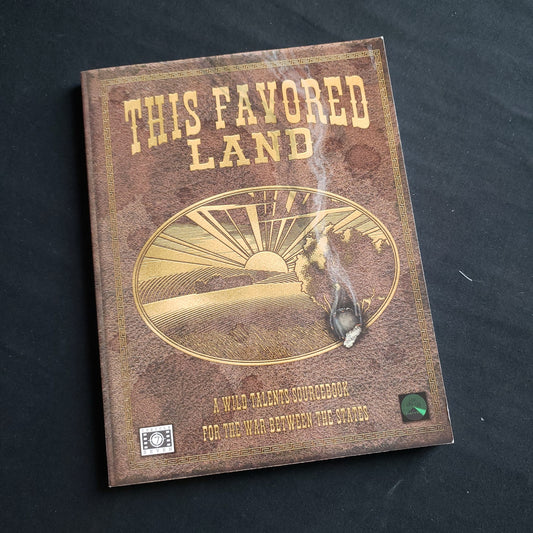 THIS FAVORED
LAND
A WILD TALENTS SOURCEBOOK
FOR THE WAR BETWEEN THE STATES